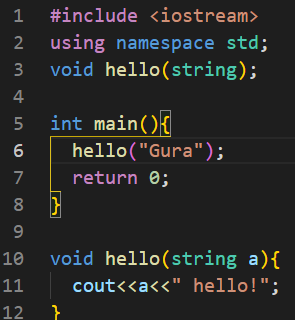 1 #include <iostream>
2 using namespace std;
3 void hello(string);
4
5 int main(){
6   hello("Gura");
7   return 0;
8 }
9
10 void hello(string a){
11   cout<<a<<" hello!";
12 }